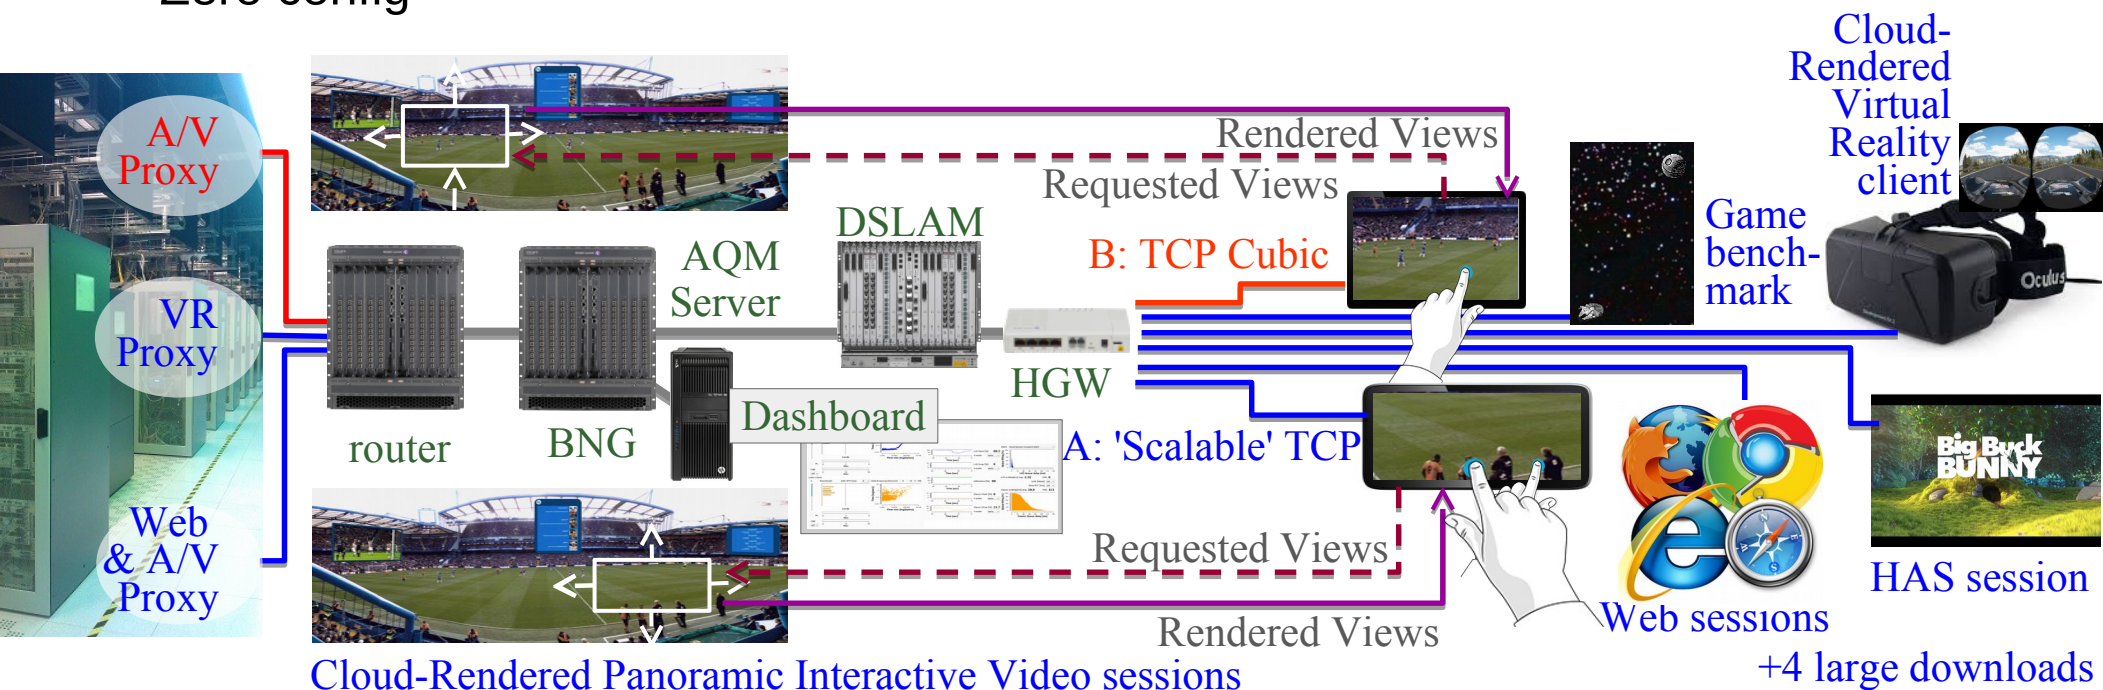 Zero config
Cloud-
Rendered
Virtual
Reality
client
A/V
Proxy
Rendered Views
Requested Views
DSLAM
Game
bench-
mark
B: TCP Cubic
AQM
Server
Oculus
VR
Proxy
HGW
Dashboard
router
BNG
A: 'Scalable' TCP
Big Buck
BUNNY
Web
& A/V
Proxy
Requested Views
HAS session
Web sessions
Rendered Views
Cloud-Rendered Panoramic Interactive Video sessions
+4 large downloads